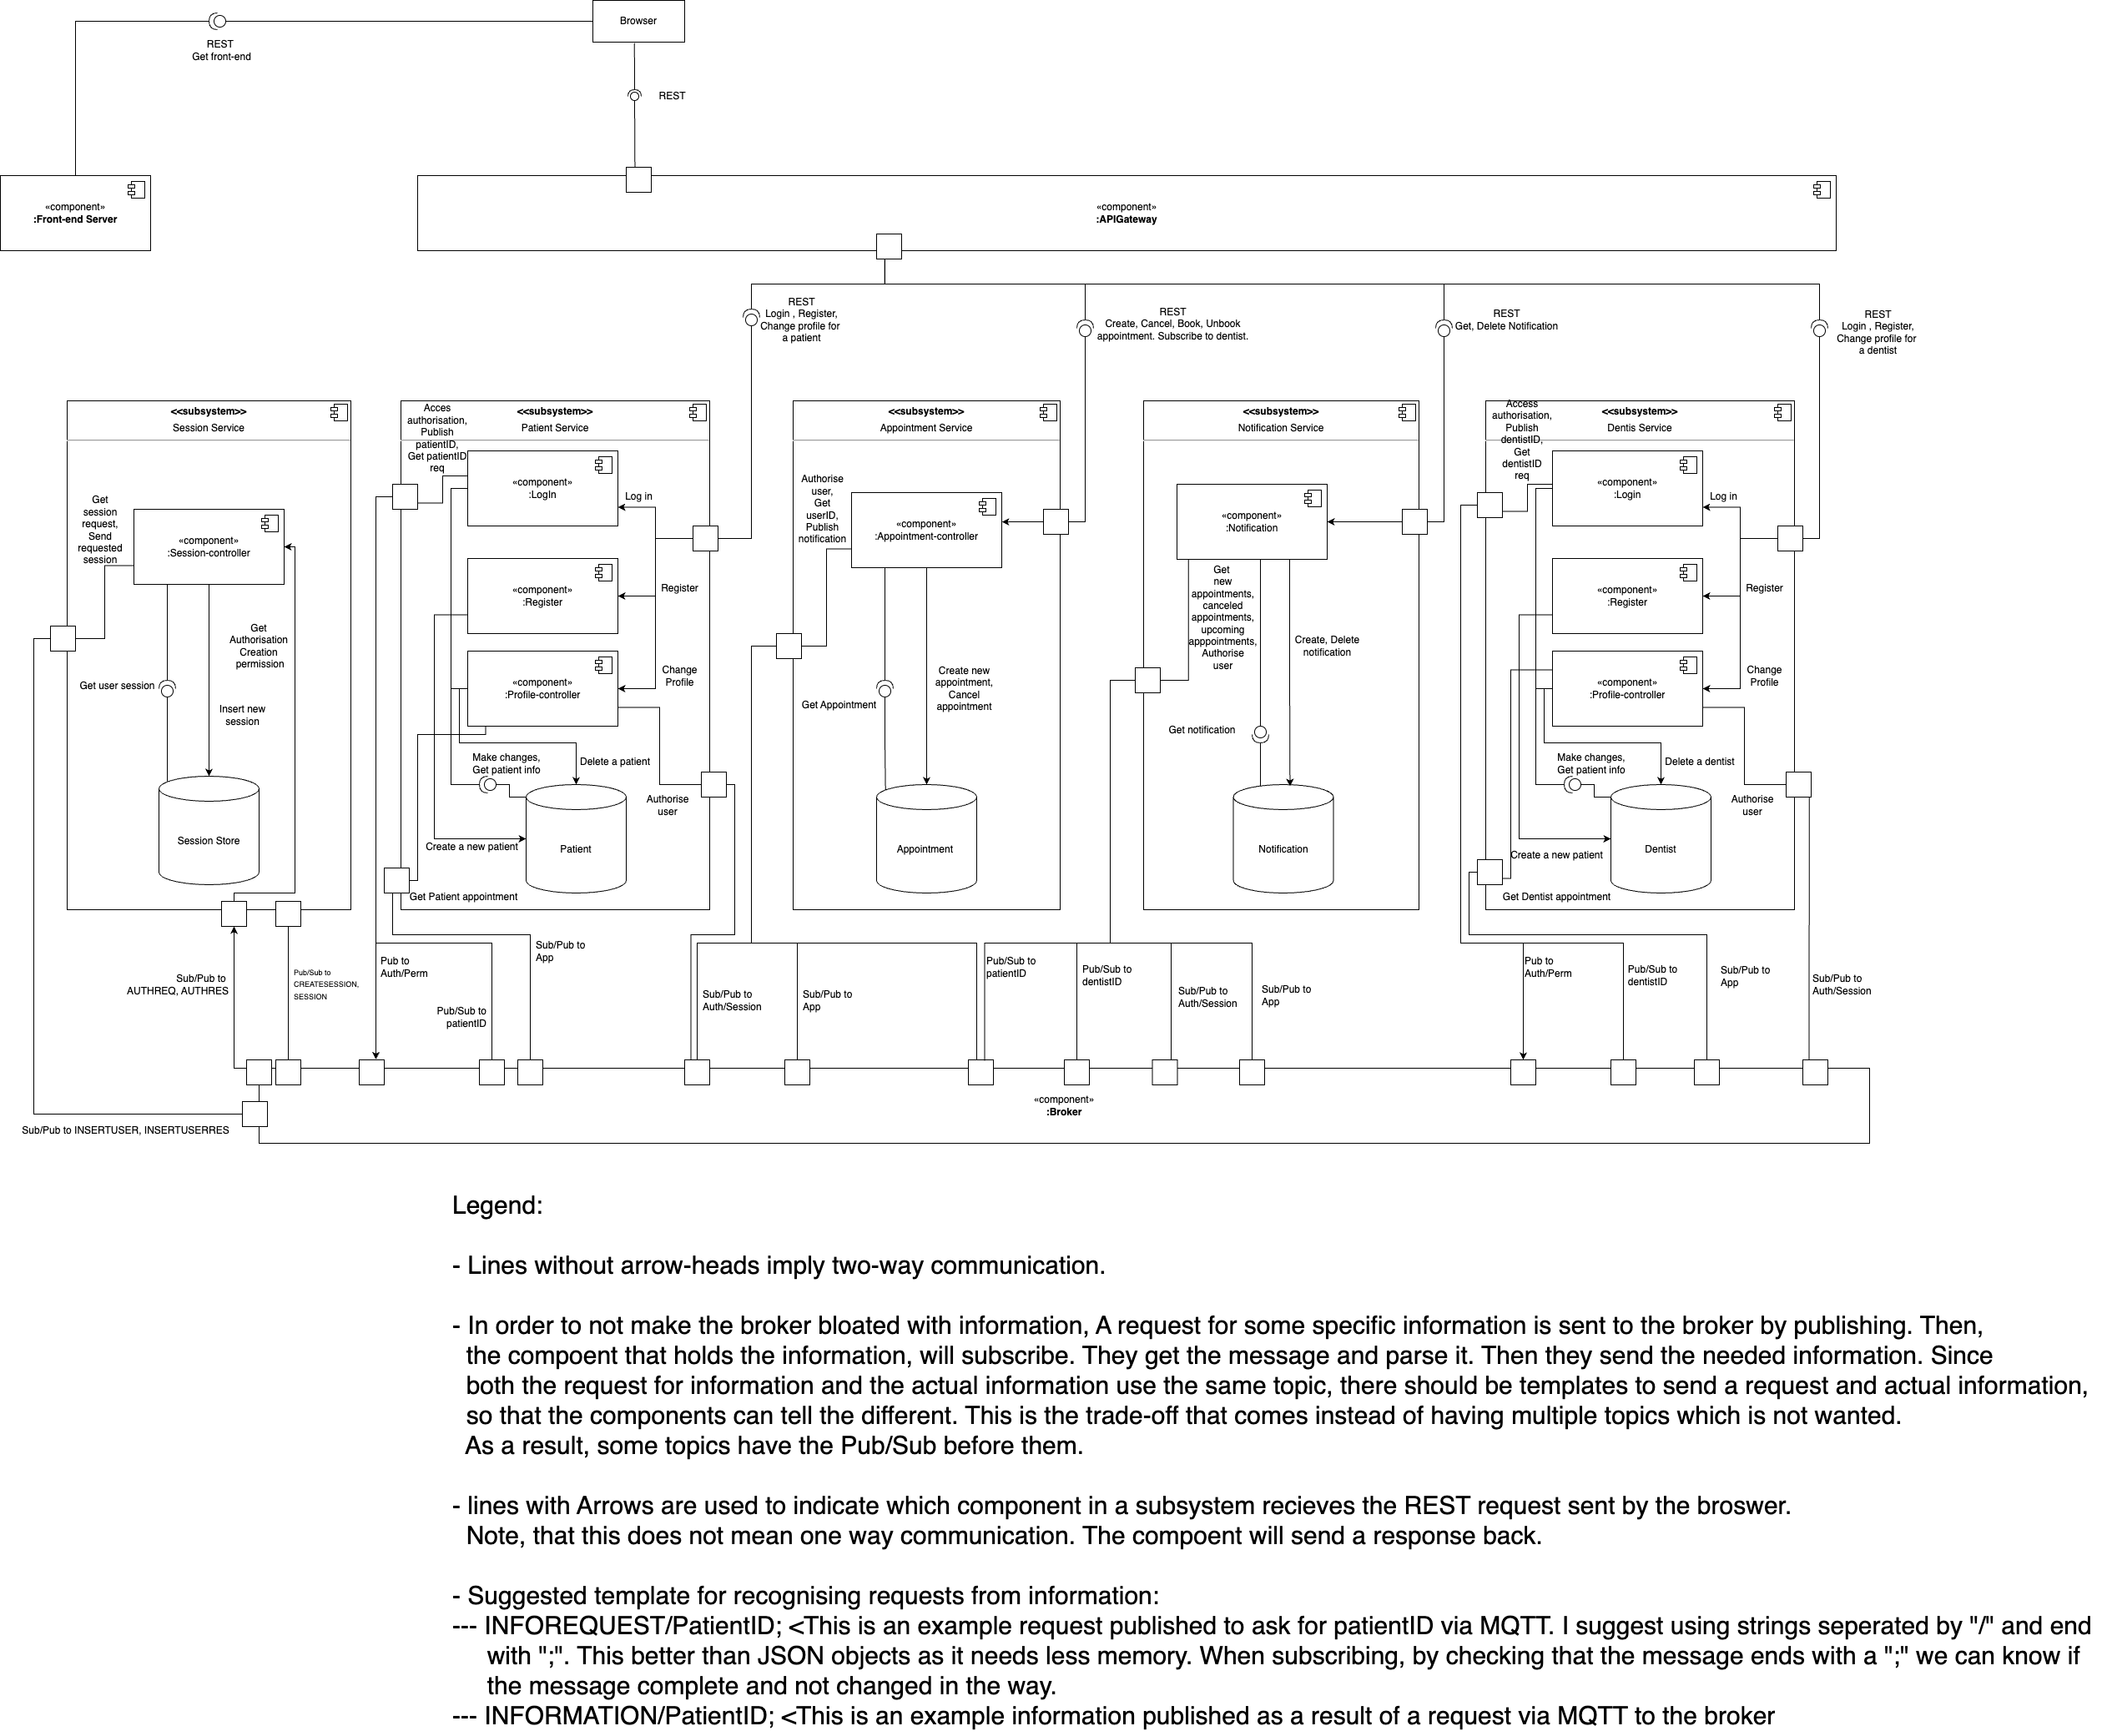 Browser
REST
Get front-end
REST
«component»
:Front-end Server
«component»
:APIGateway
REST
Login , Register,
Change profile for
a patient
REST
Create, Cancel, Book, Unbook
appointment. Subscribe to dentist.
REST
Get, Delete Notification
REST
Login , Register,
Change profile for
a dentist
<<subsystem>>
Session Service
Get
session
request,
Send
requested
session
«component»
:Session-controller
Get
Authorisation
Creation
permission
Get user session
Insert new
session
Session Store
<<subsystem>>
Patient Service
Acces
authorisation,
Publish
patientID,
Get patientID
req
«component»
:LogIn
Log in
«component»
:Register
Register
«component»
:Profile-controller
Change
Profile
Make changes,
Get patient info
Delete a patient
Authorise
user
Create a new patient
Patient
Get Patient appointment
<<subsystem>>
Appointment Service
Authorise
user,
Get
userID,
Publish
notification
«component»
:Appointment-controller
Get Appointment
Create new
appointment,
Cancel
appointment
Appointment
<<subsystem>>
Notification Service
«component»
:Notification
Get
new
appointments,
canceled
appointments,
upcoming
apppointments,
Authorise
user
Create, Delete
notification
Get notification
Notification
<<subsystem>>
Dentis Service
Access
authorisation,
Publish
dentistID,
Get
dentistID
req
«component»
:Login
Log in
«component»
:Register
Register
«component»
:Profile-controller
Change
Profile
Make changes,
Get patient info
Delete a dentist
Authorise
user
Create a new patient
Dentist
Get Dentist appointment
Sub/Pub to
AUTHREQ, AUTHRES
Pub/Sub to
CREATESESSION,
SESSION
Pub to
Auth/Perm
Pub/Sub to
patientID
Sub/Pub to
App
Sub/Pub to
Auth/Session
Sub/Pub to
App
Pub/Sub to
patientID
Pub/Sub to
dentistID
Sub/Pub to
Auth/Session
Sub/Pub to
App
Pub to
Auth/Perm
Pub/Sub to
dentistID
Sub/Pub to
App
Sub/Pub to
Auth/Session
«component»
:Broker
Sub/Pub to INSERTUSER, INSERTUSERRES
Legend:
- Lines without arrow-heads imply two-way communication.
- In order to not make the broker bloated with information, A request for some specific information is sent to the broker by publishing. Then,
the compoent that holds the information, will subscribe. They get the message and parse it. Then they send the needed information. Since
both the request for information and the actual information use the same topic, there should be templates to send a request and actual information,
so that the components can tell the different. This is the trade-off that comes instead of having multiple topics which is not wanted.
As a result, some topics have the Pub/Sub before them.
- lines with Arrows are used to indicate which component in a subsystem recieves the REST request sent by the broswer.
Note, that this does not mean one way communication. The compoent will send a response back.
- Suggested template for recognising requests from information:
--- INFOREQUEST/PatientID; <This is an example request published to ask for patientID via MQTT. I suggest using strings seperated by "/" and end
with ";". This better than JSON objects as it needs less memory. When subscribing, by checking that the message ends with a ";" we can know if
the message complete and not changed in the way.
--- INFORMATION/PatientID; <This is an example information published as a result of a request via MQTT to the broker